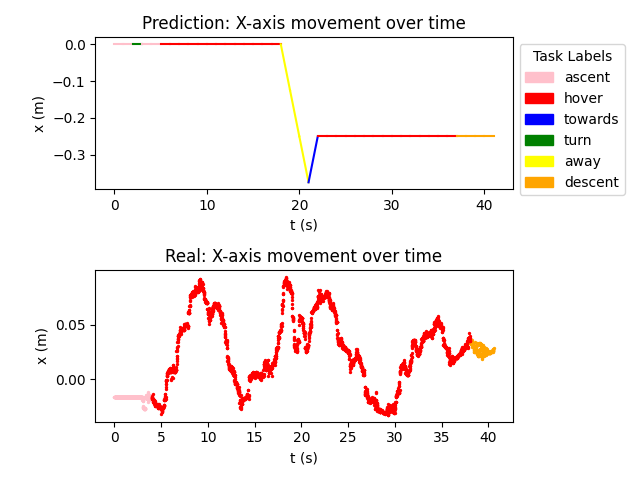 Prediction: X-axis movement over time
0.0
−0.1
−0.2
−0.3
x (m)
0 10 20 30 40
t (s)
Task Labels
ascent
hover
towards
turn
away
descent
Real: X-axis movement over time
0.05
0.00
x (m)
0 5 10 15 20 25 30 35 40
t (s)